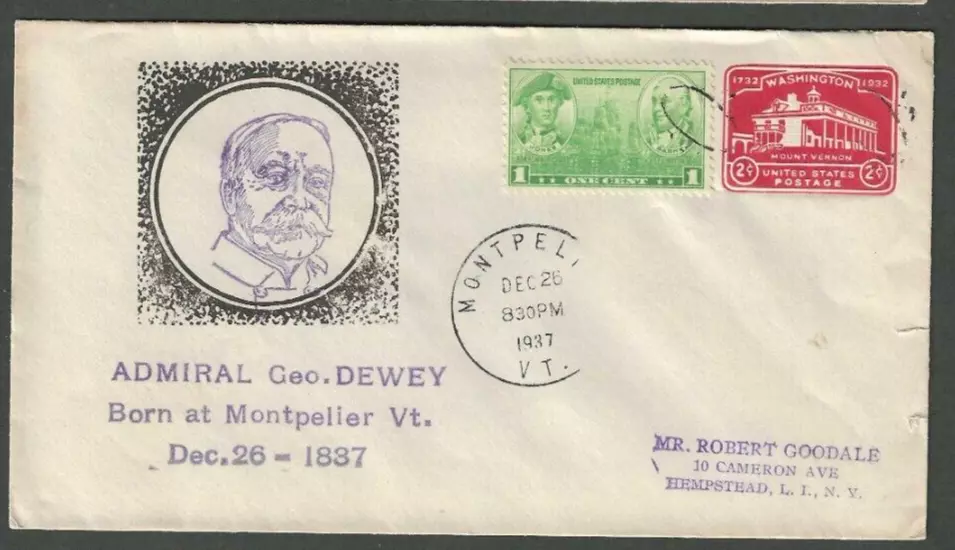 UNITED STATES POSTAGE
1
ONE CENT
1732 WASHINGTON 1932
MOUNT VERNON
2¢ UNITED STATES 2¢
POSTAGE
MONTPELI
DEC 26
830PM
1937
VT.
ADMIRAL Geo. DEWEY
Born at Montpelier Vt.
Dec. 26 - 1837
MR. ROBERT GOODALE
10 CAMERON AVE
HEMPSTEAD, L. I., N. Y.